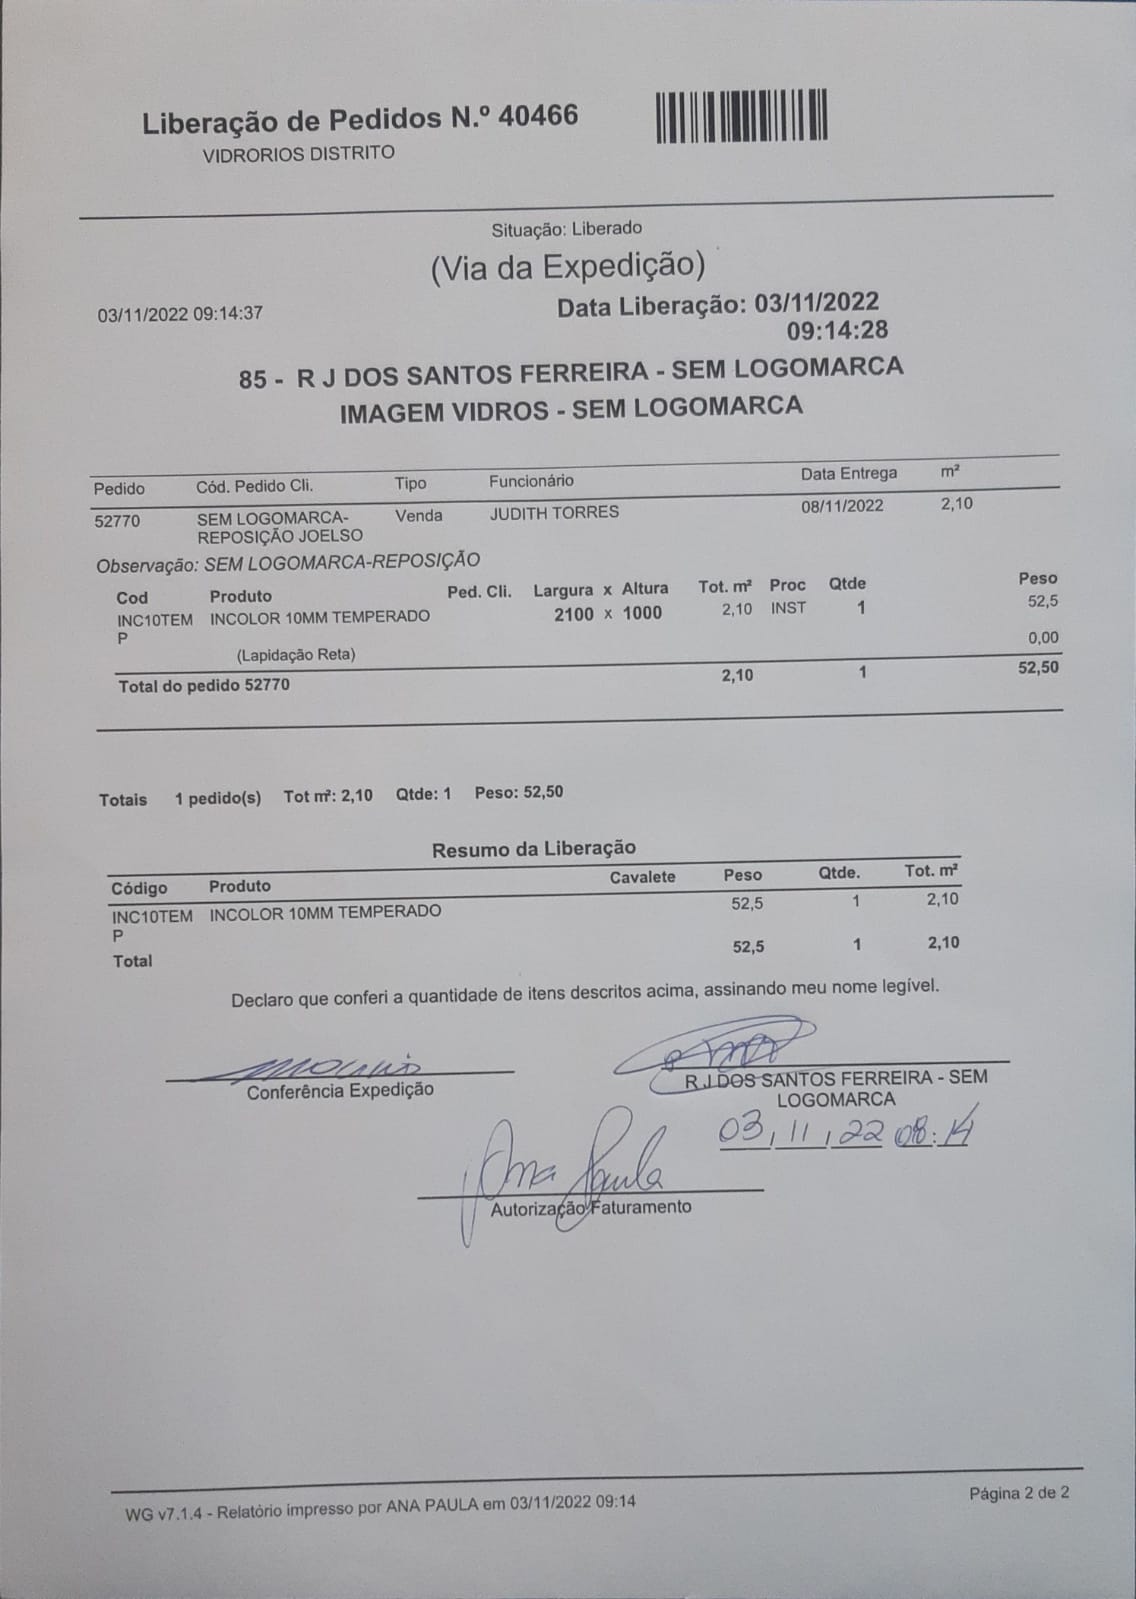 Liberação de Pedidos N.º 40466
VIDRORIOS DISTRITO
Situação: Liberado
(Via da Expedição)
03/11/2022 09:14:37
Data Liberação: 03/11/2022
09:14:28
85 - R J DOS SANTOS FERREIRA - SEM LOGOMARCA
IMAGEM VIDROS - SEM LOGOMARCA
Pedido Cód. Pedido Cli. Tipo Funcionário Data Entrega m²
52770 SEM LOGOMARCA- Venda JUDITH TORRES 08/11/2022 2,10
REPOSIÇÃO JOELSO
Observação: SEM LOGOMARCA-REPOSIÇÃO
Cod Produto Ped. Cli. Largura x Altura Tot. m² Proc Qtde Peso
INC10TEM INCOLOR 10MM TEMPERADO 2100 x 1000 2,10 INST 1 52,5
P
(Lapidação Reta) 0,00
Total do pedido 52770 2,10 1 52,50
Totais 1 pedido(s) Tot m²: 2,10 Qtde: 1 Peso: 52,50
Resumo da Liberação
Código Produto Cavalete Peso Qtde. Tot. m²
INC10TEM INCOLOR 10MM TEMPERADO 52,5 1 2,10
P
Total 52,5 1 2,10
Declaro que conferi a quantidade de itens descritos acima, assinando meu nome legível.
Conferência Expedição
R J DOS SANTOS FERREIRA - SEM
LOGOMARCA
03, 11, 22 08:14
Ana Paula
Autorização Faturamento
WG v7.1.4 - Relatório impresso por ANA PAULA em 03/11/2022 09:14
Página 2 de 2